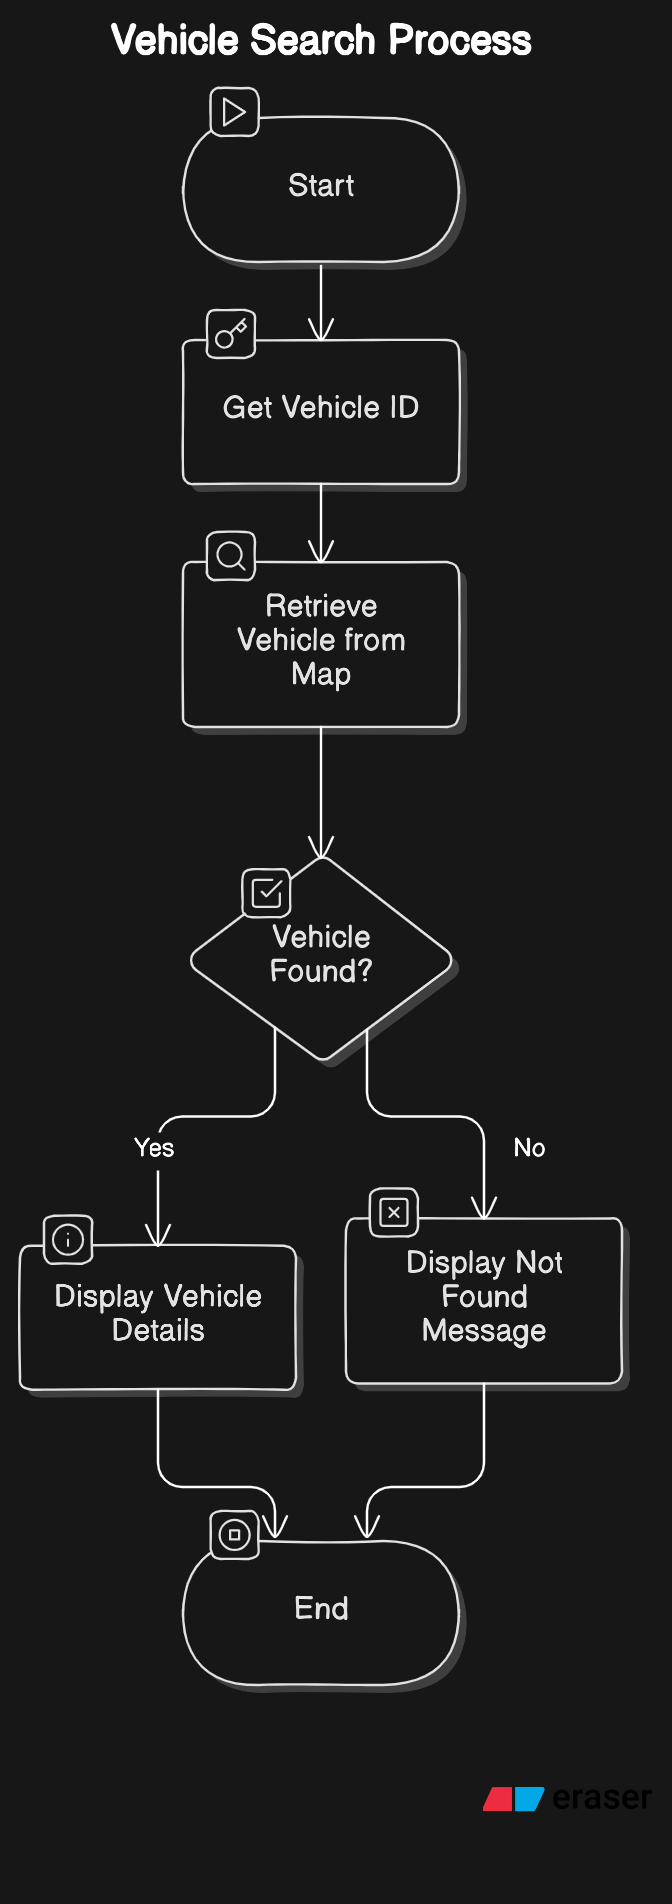 Vehicle Search Process
Start
Get Vehicle ID
Retrieve
Vehicle from
Map
Vehicle
Found?
Yes
No
Display Vehicle
Details
Display Not
Found
Message
End
eraser